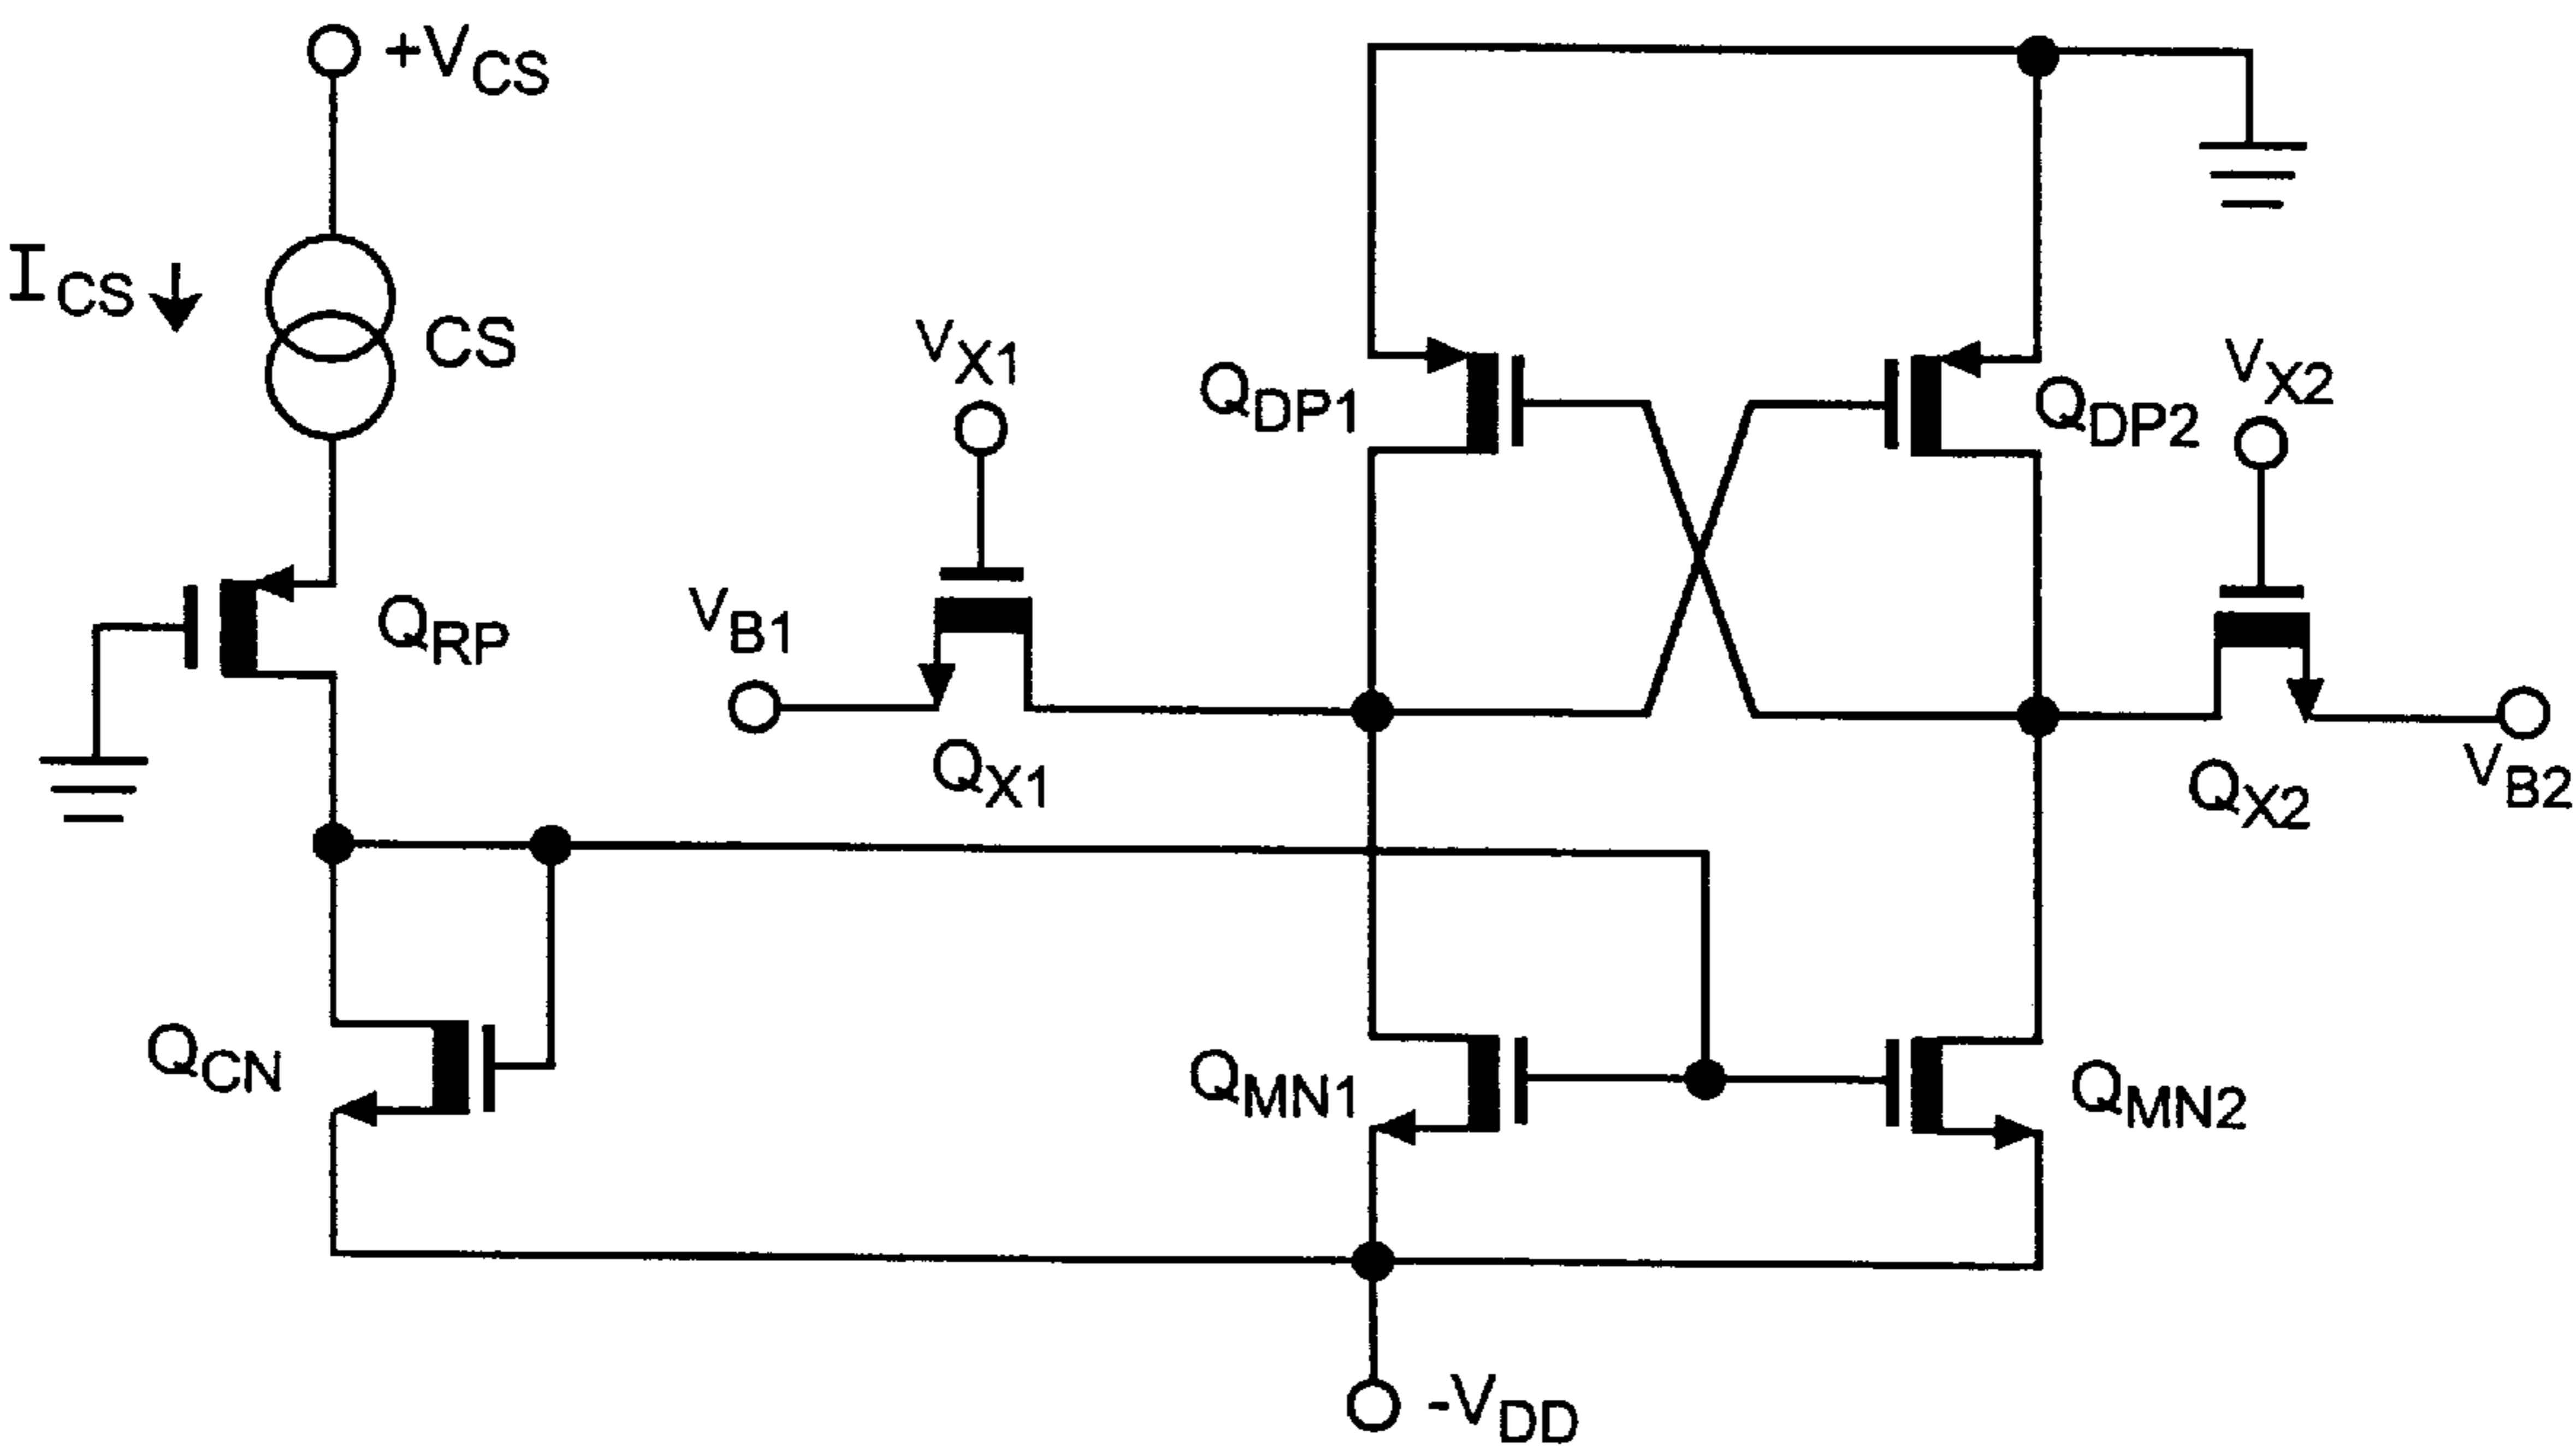 +VCS
ICS
CS
VX1
QDP1
QDP2
VX2
QRP
VB1
QX1
QX2
VB2
QCN
QMN1
QMN2
-VDD